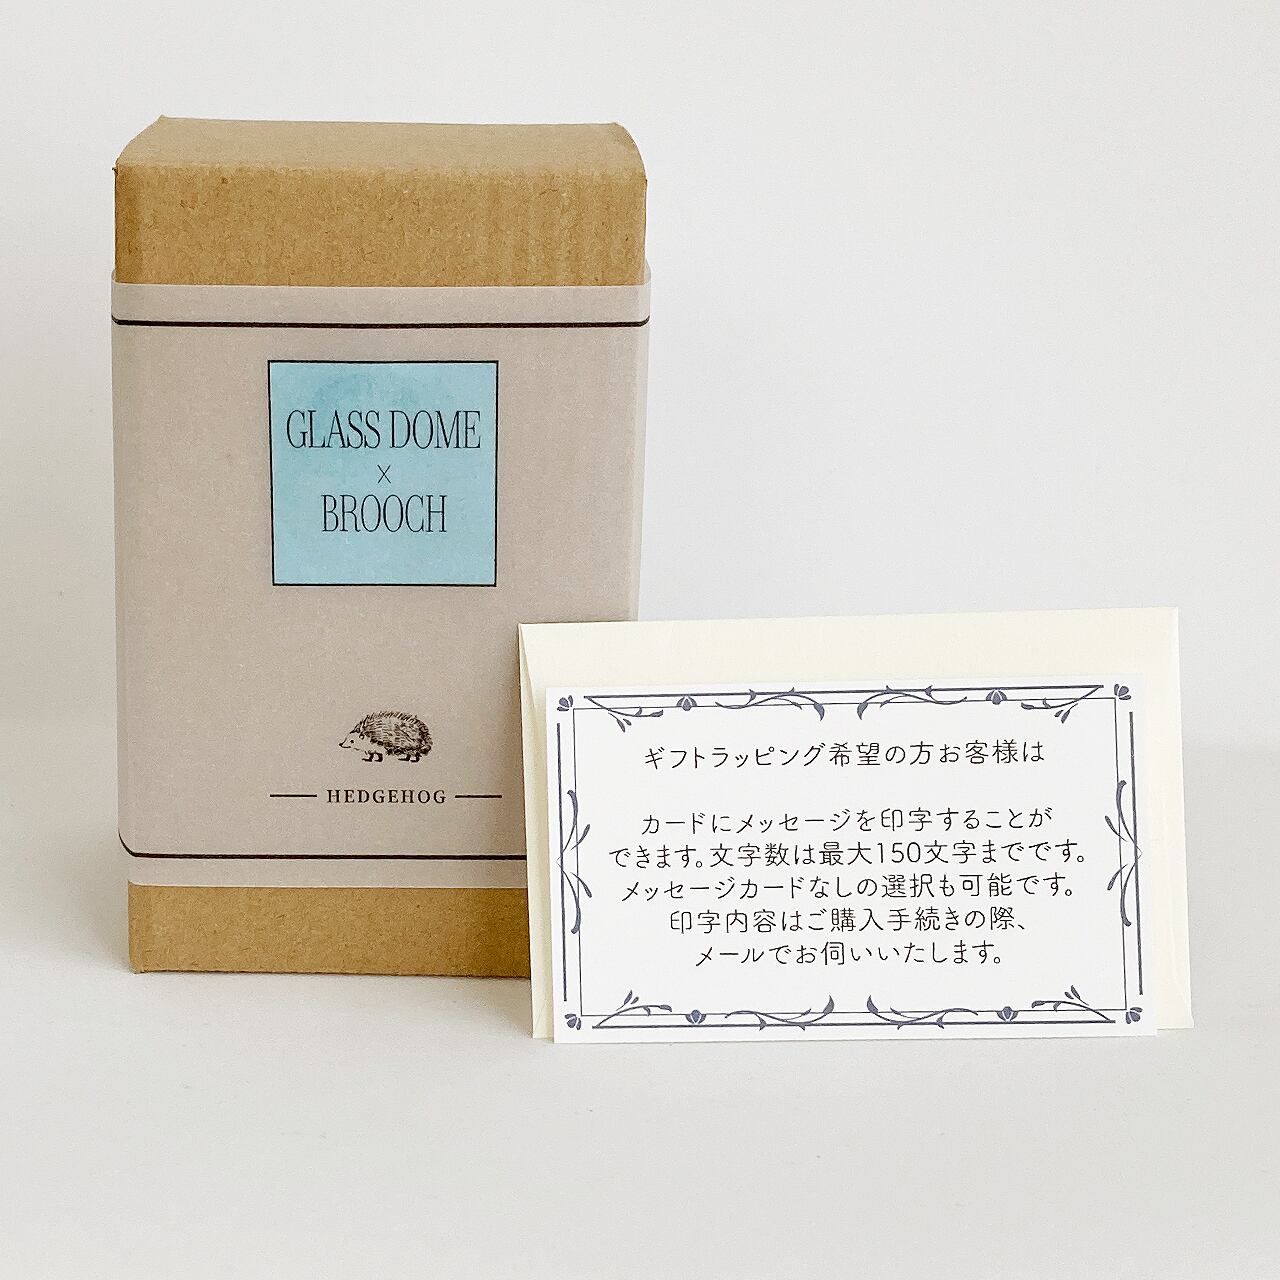 GLASS DOME
×
BROOCH
HEDGEHOG
ギフトラッピング希望の方お客様は
カードにメッセージを印字することが
できます。文字数は最大150文字までです。
メッセージカードなしの選択も可能です。
印字内容はご購入手続きの際、
メールでお伺いいたします。